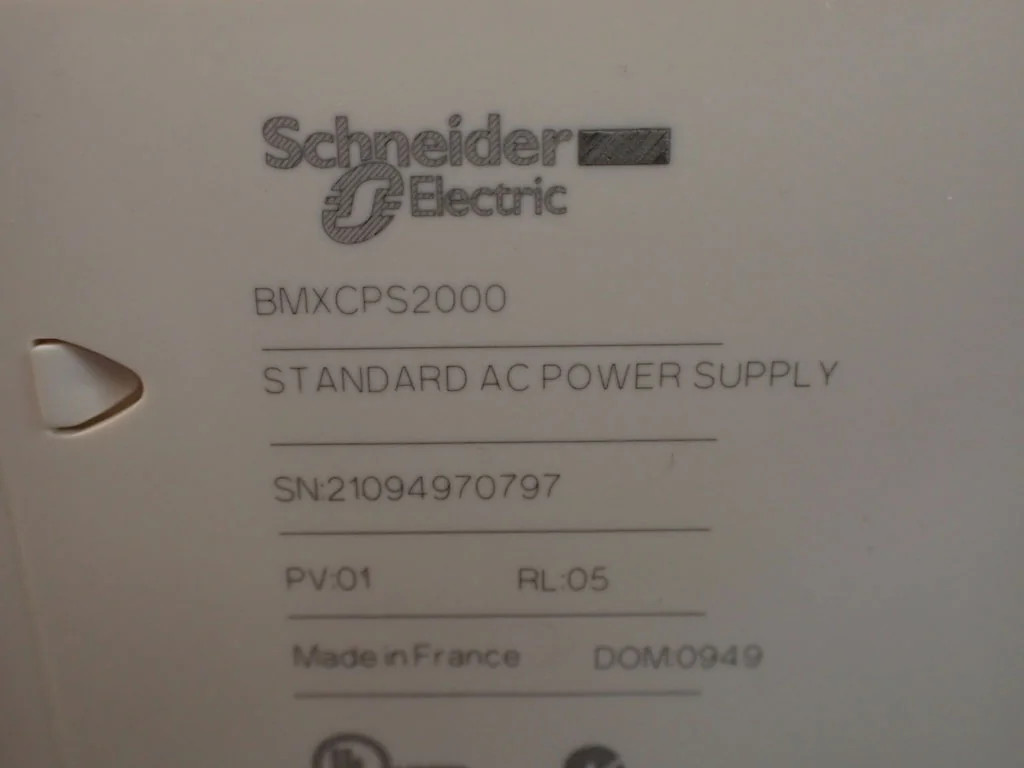 Schneider
Electric
BMXCPS2000
STANDARD AC POWER SUPPLY
SN:21094970797
PV:01 RL:05
Made in France DOM:0949